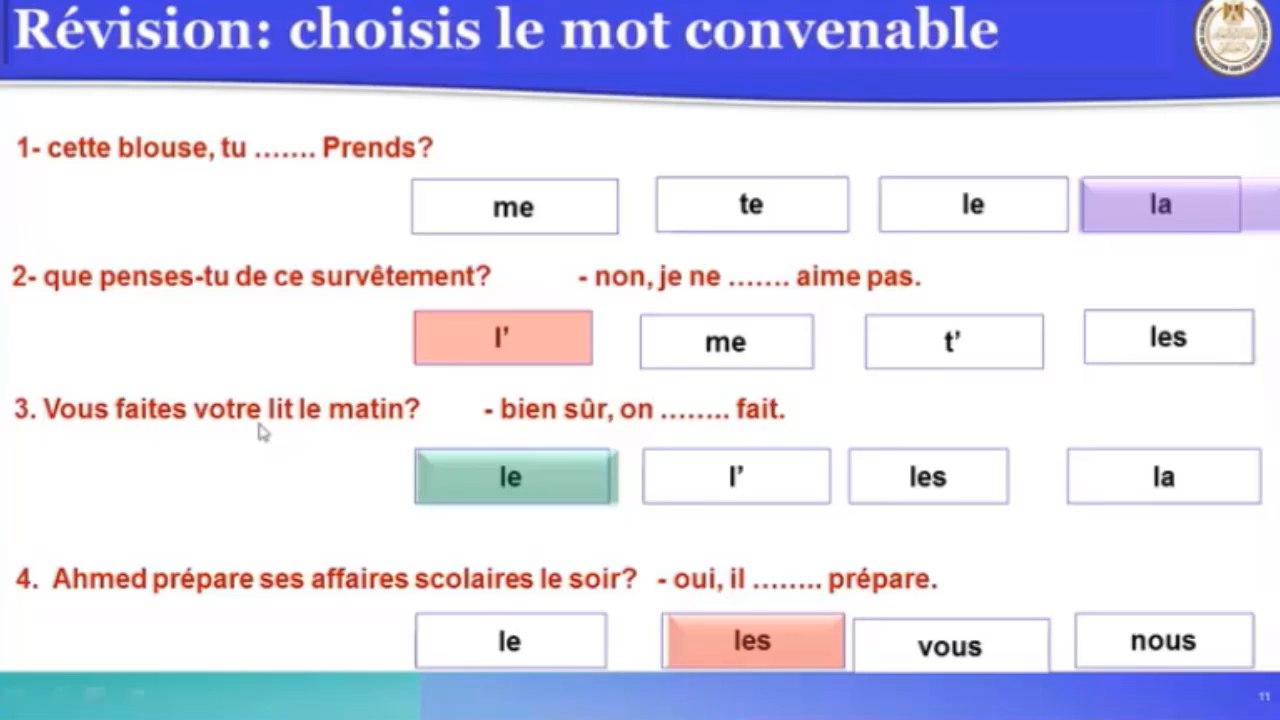 Révision: choisis le mot convenable
1- cette blouse, tu ....... Prends?
me te le la
2- que penses-tu de ce survêtement? - non, je ne ....... aime pas.
l’ me t’ les
3. Vous faites votre lit le matin? - bien sûr, on ........ fait.
le l’ les la
4. Ahmed prépare ses affaires scolaires le soir? - oui, il ........ prépare.
le les vous nous
11